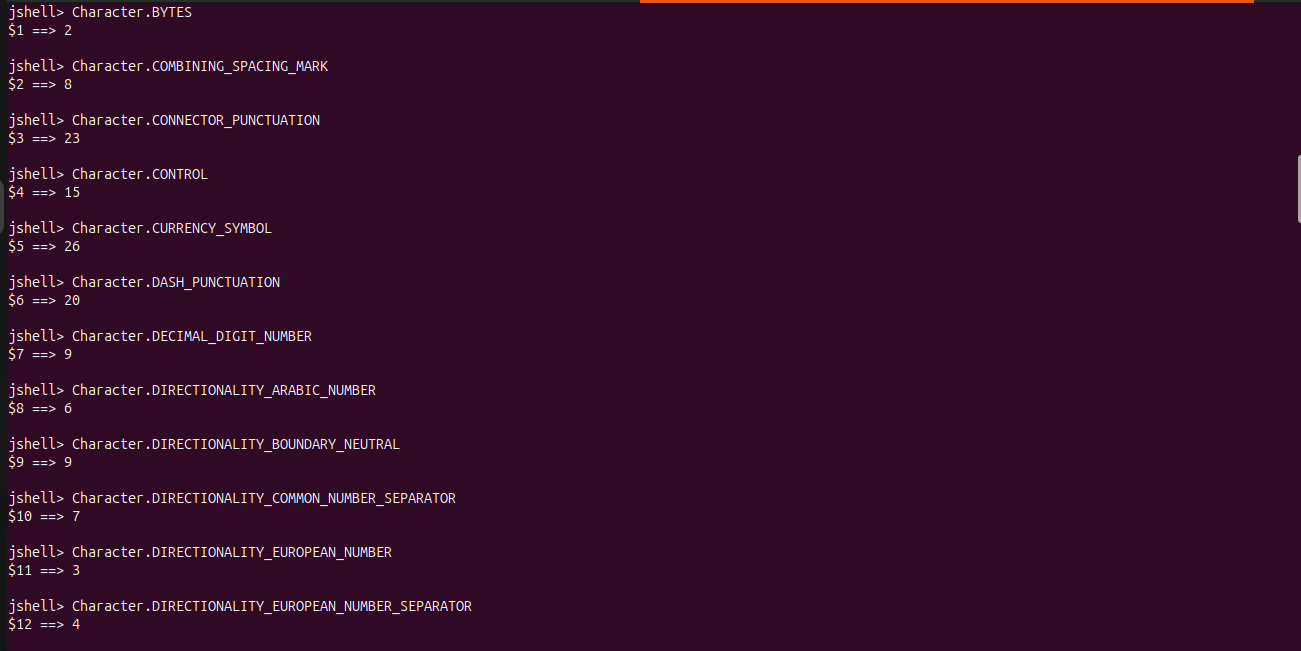 jshell> Character.BYTES
$1 ==> 2
jshell> Character.COMBINING_SPACING_MARK
$2 ==> 8
jshell> Character.CONNECTOR_PUNCTUATION
$3 ==> 23
jshell> Character.CONTROL
$4 ==> 15
jshell> Character.CURRENCY_SYMBOL
$5 ==> 26
jshell> Character.DASH_PUNCTUATION
$6 ==> 20
jshell> Character.DECIMAL_DIGIT_NUMBER
$7 ==> 9
jshell> Character.DIRECTIONALITY_ARABIC_NUMBER
$8 ==> 6
jshell> Character.DIRECTIONALITY_BOUNDARY_NEUTRAL
$9 ==> 9
jshell> Character.DIRECTIONALITY_COMMON_NUMBER_SEPARATOR
$10 ==> 7
jshell> Character.DIRECTIONALITY_EUROPEAN_NUMBER
$11 ==> 3
jshell> Character.DIRECTIONALITY_EUROPEAN_NUMBER_SEPARATOR
$12 ==> 4